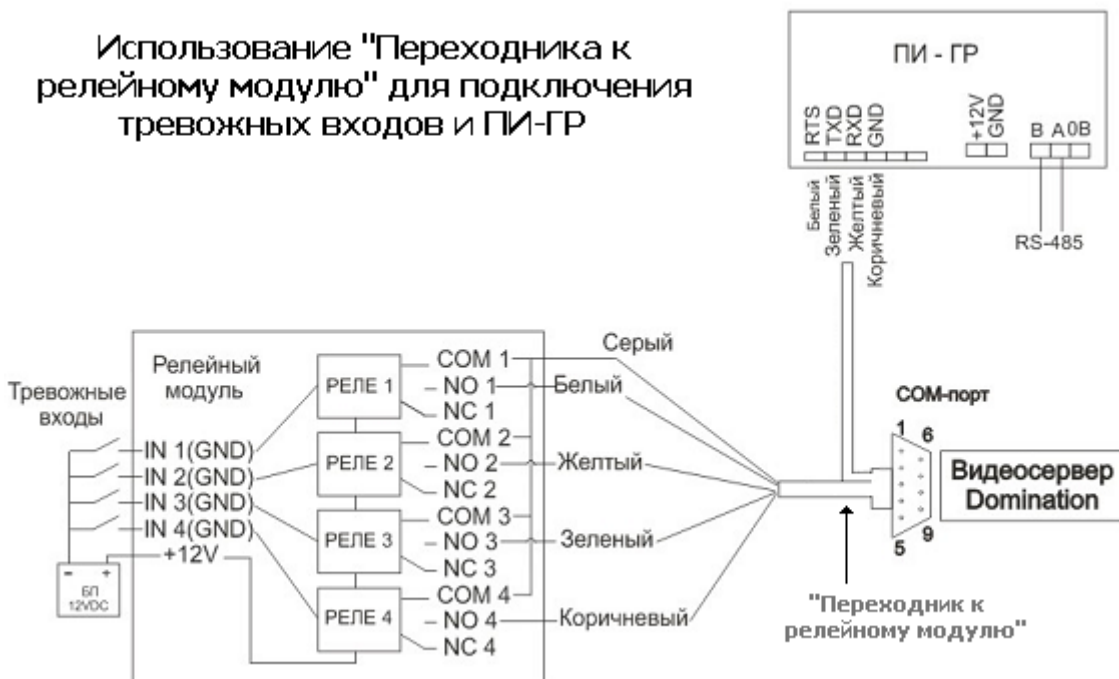 Использование "Переходника к
релейному модулю" для подключения
тревожных входов и ПИ-ГР
ПИ - ГР
RTS
TXD
RXD
GND
+12V
GND
B A 0B
Белый
Зеленый
Желтый
Коричневый
RS-485
Тревожные
входы
Релейный
модуль
IN 1(GND)
IN 2(GND)
IN 3(GND)
IN 4(GND)
+12V
- +
БП
12VDC
РЕЛЕ 1
РЕЛЕ 2
РЕЛЕ 3
РЕЛЕ 4
COM 1
NO 1
NC 1
COM 2
NO 2
NC 2
COM 3
NO 3
NC 3
COM 4
NO 4
NC 4
Серый
Белый
Желтый
Зеленый
Коричневый
COM-порт
1 6
5 9
Видеосервер
Domination
"Переходник к
релейному модулю"